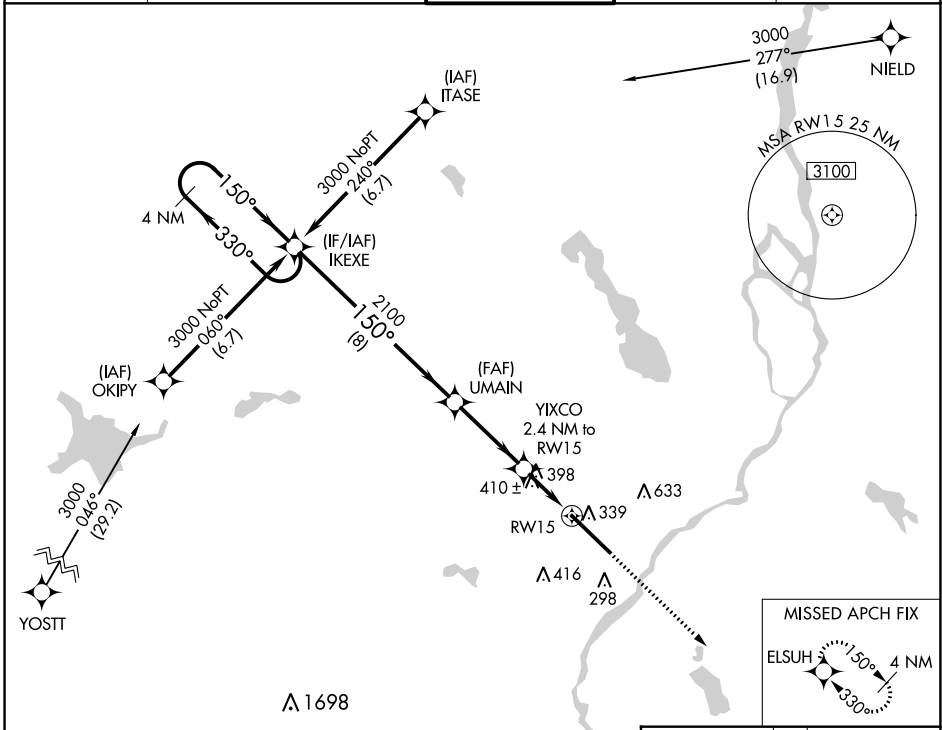 3000
277°
(16.9)
NIELD
(IAF)
ITASE
MSA RW15 25 NM
3100
3000 NoPT
240°
(6.7)
150°
4 NM
330°
(IF/IAF)
IKEXE
3000 NoPT
060°
(6.7)
2100
150°
(8)
(IAF)
OKIPY
(FAF)
UMAIN
YIXCO
2.4 NM to
RW15
398
410 ±
633
339
RW15
3000
046°
(29.2)
416
298
YOSTT
MISSED APCH FIX
ELSUH
150°
4 NM
330°
1698